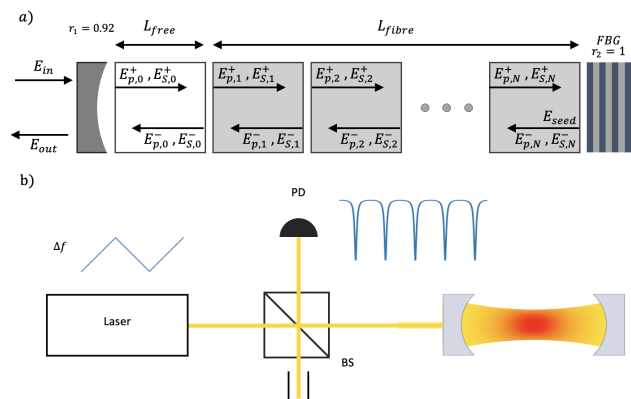 a)
r₁ = 0.92
L_free
L_fibre
FBG
r₂ = 1
E_in
E⁺_p,0 , E⁺_S,0
E⁺_p,1 , E⁺_S,1
E⁺_p,2 , E⁺_S,2
E⁺_p,N , E⁺_S,N
E_seed
E_out
E⁻_p,0 , E⁻_S,0
E⁻_p,1 , E⁻_S,1
E⁻_p,2 , E⁻_S,2
E⁻_p,N , E⁻_S,N
b)
PD
Δf
Laser
BS